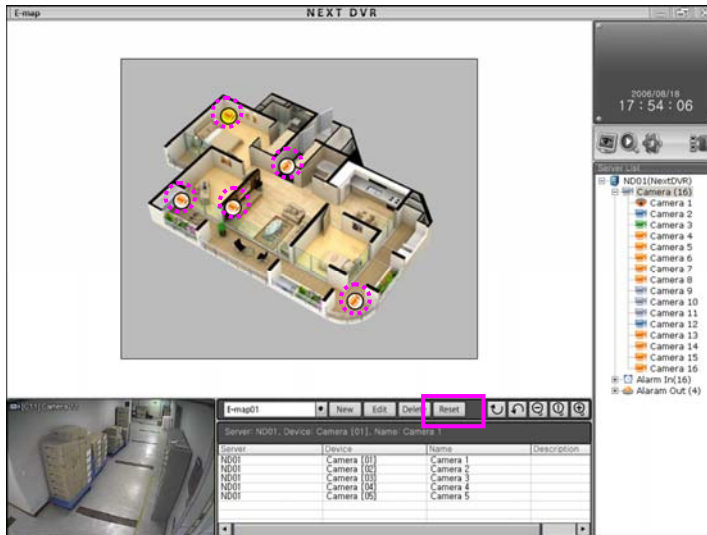 E-map
NEXT DVR
2006/08/18
17:54:06
Server List
ND01(NextDVR)
Camera (16)
Camera 1
Camera 2
Camera 3
Camera 4
Camera 5
Camera 6
Camera 7
Camera 8
Camera 9
Camera 10
Camera 11
Camera 12
Camera 13
Camera 14
Camera 15
Camera 16
Alarm In(16)
Alaram Out (4)
[C01] Camera
E-map01 New Edit Delete Reset
Server: ND01, Device: Camera [01], Name: Camera 1
Server Device Name Description
ND01 Camera [01] Camera 1
ND01 Camera [02] Camera 2
ND01 Camera [03] Camera 3
ND01 Camera [04] Camera 4
ND01 Camera [05] Camera 5